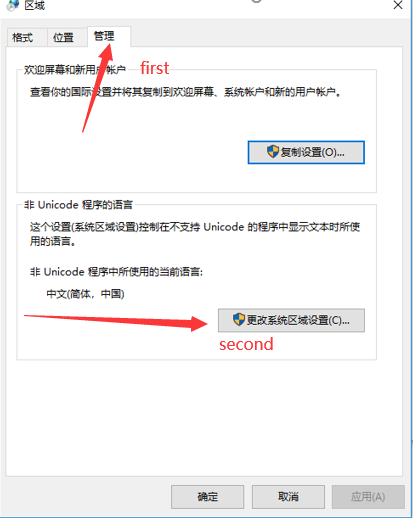 区域
格式 位置 管理
欢迎屏幕和新用户帐户
first
查看你的国际设置并将其复制到欢迎屏幕、系统帐户和新的用户帐户。
复制设置(O)...
非 Unicode 程序的语言
这个设置(系统区域设置)控制在不支持 Unicode 的程序中显示文本时所使
用的语言。
非 Unicode 程序中所使用的当前语言:
中文(简体，中国)
更改系统区域设置(C)...
second
确定 取消 应用(A)